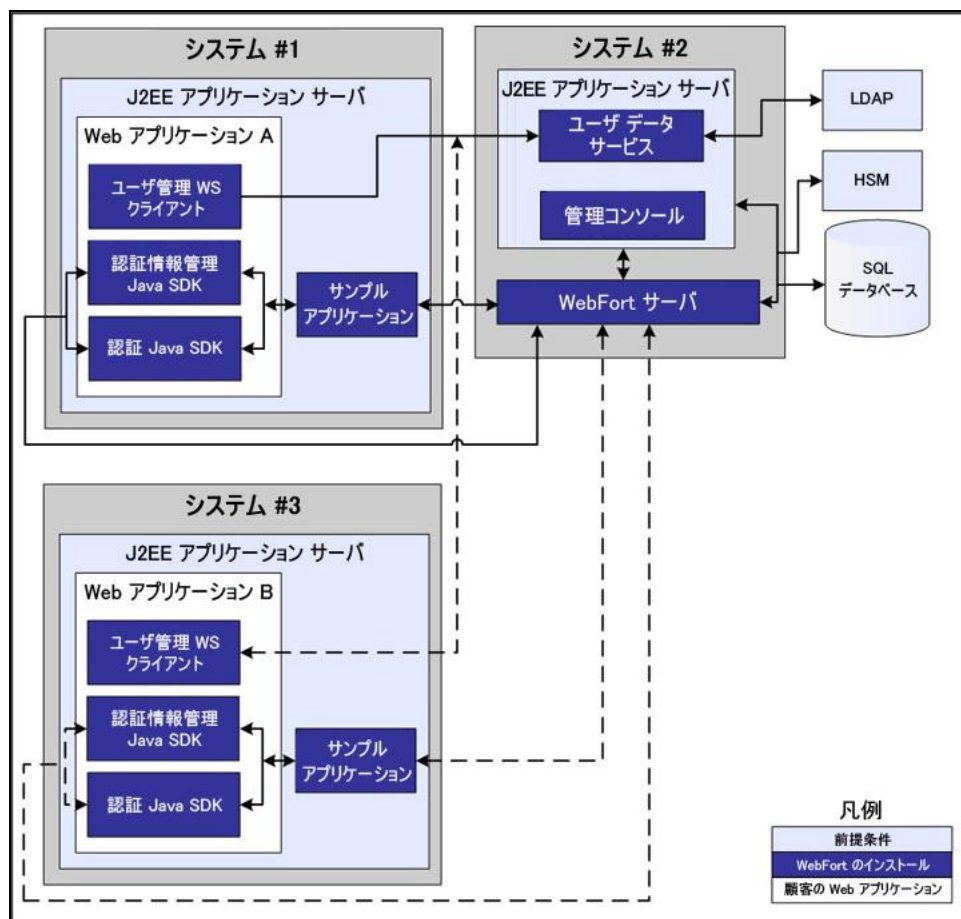 システム #1
J2EE アプリケーション サーバ
Web アプリケーション A
ユーザ管理 WS
クライアント
認証情報管理
Java SDK
認証 Java SDK
サンプル
アプリケーション
システム #2
J2EE アプリケーション サーバ
ユーザ データ
サービス
管理コンソール
WebFort サーバ
LDAP
HSM
SQL
データベース
システム #3
J2EE アプリケーション サーバ
Web アプリケーション B
ユーザ管理 WS
クライアント
認証情報管理
Java SDK
認証 Java SDK
サンプル
アプリケーション
凡例
前提条件
WebFort のインストール
顧客の Web アプリケーション